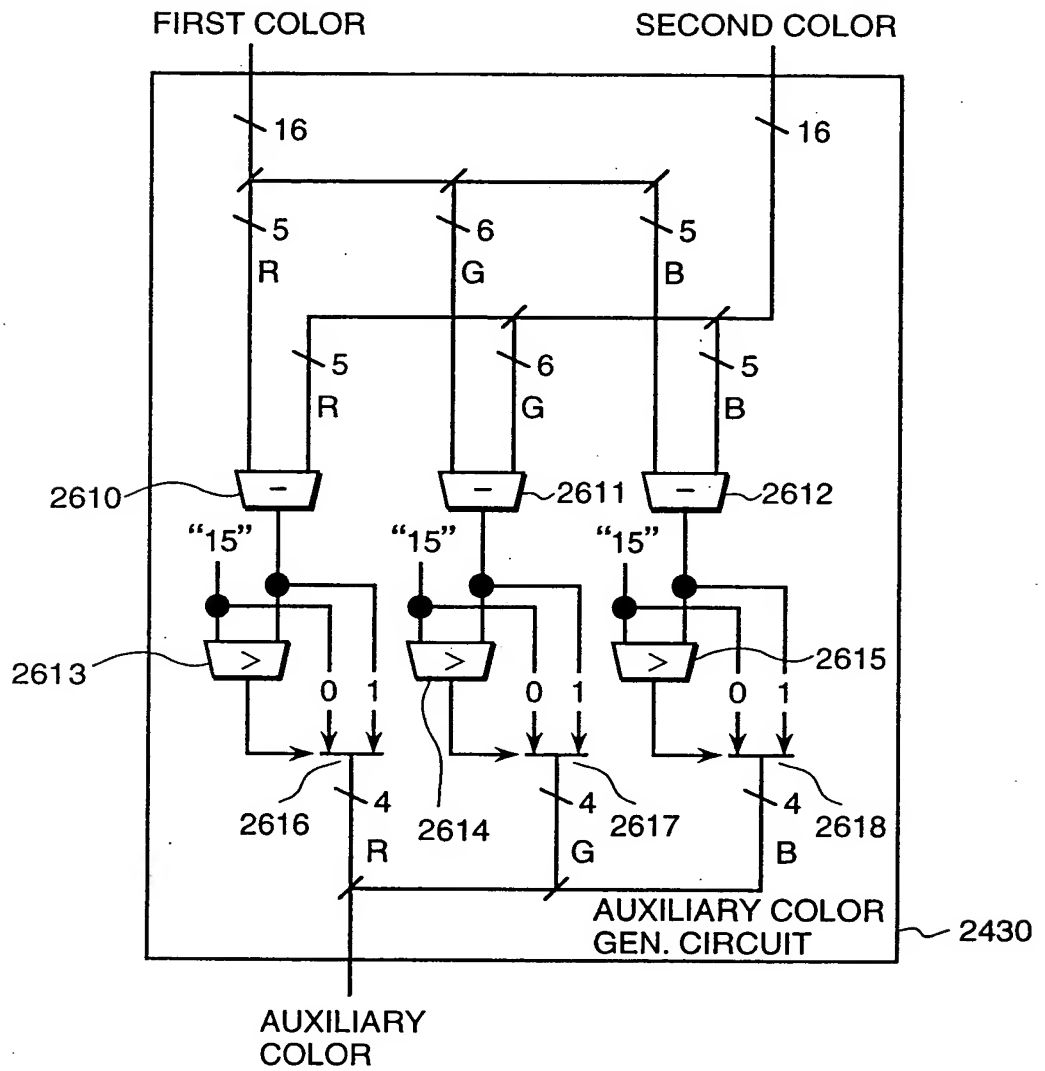 FIRST COLOR SECOND COLOR
16 16
5 6 5
R G B
5 6 5
R G B
2610 − − 2611 − 2612
“15” “15” “15”
2613 > > > 2615
0 1 0 1 0 1
2616 4 2614 4 2617 4 2618
R G B
AUXILIARY COLOR
GEN. CIRCUIT
2430
AUXILIARY
COLOR